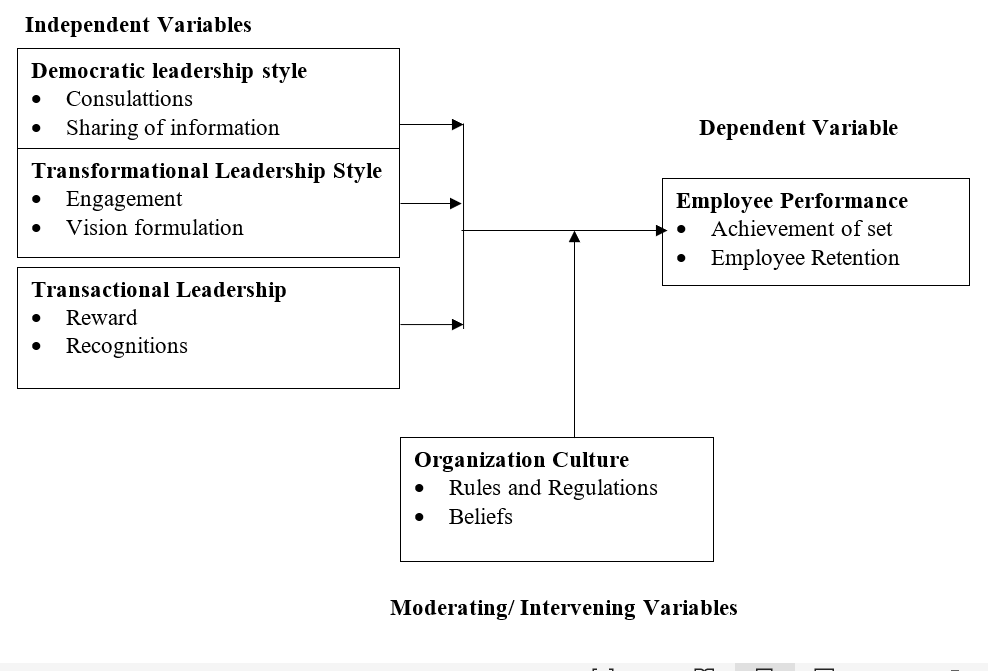 Independent Variables
Democratic leadership style
• Consulattions
• Sharing of information
Transformational Leadership Style
• Engagement
• Vision formulation
Transactional Leadership
• Reward
• Recognitions
Dependent Variable
Employee Performance
• Achievement of set
• Employee Retention
Organization Culture
• Rules and Regulations
• Beliefs
Moderating/ Intervening Variables